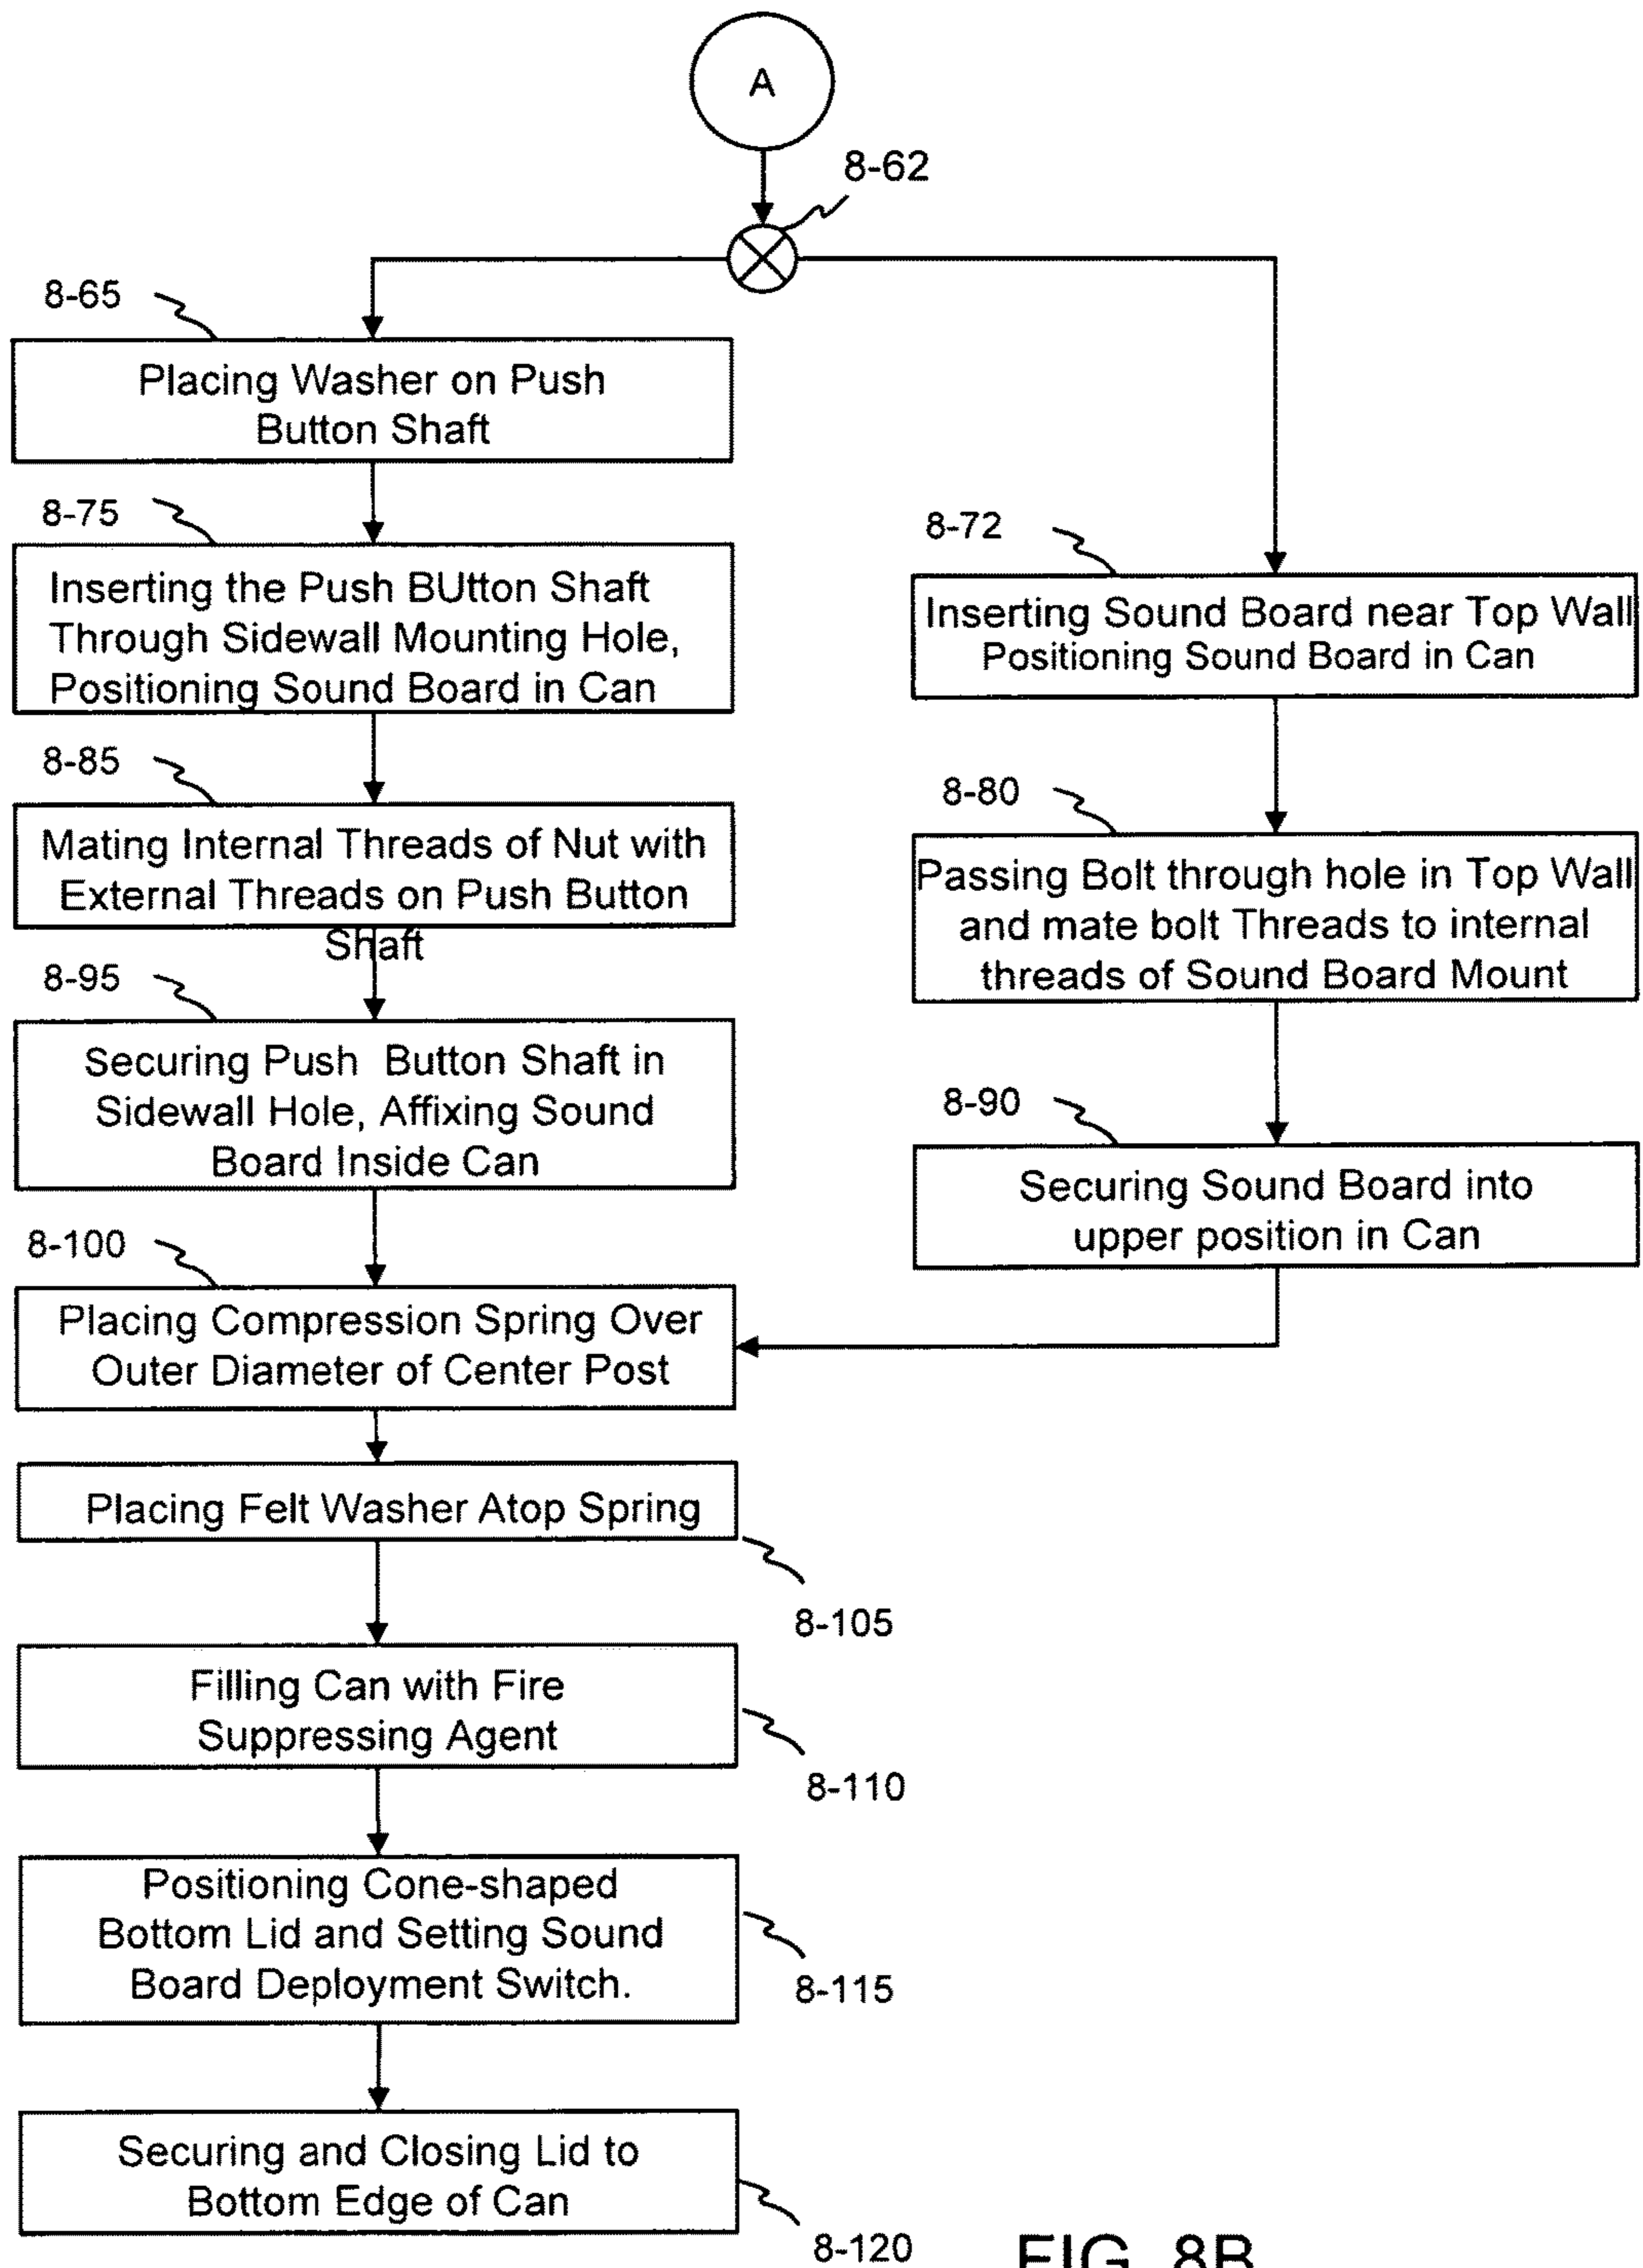 A
8-62
8-65
Placing Washer on Push
Button Shaft
8-75
Inserting the Push BUtton Shaft
Through Sidewall Mounting Hole,
Positioning Sound Board in Can
8-72
Inserting Sound Board near Top Wall
Positioning Sound Board in Can
8-85
Mating Internal Threads of Nut with
External Threads on Push Button
Shaft
8-80
Passing Bolt through hole in Top Wall
and mate bolt Threads to internal
threads of Sound Board Mount
8-95
Securing Push Button Shaft in
Sidewall Hole, Affixing Sound
Board Inside Can
8-90
Securing Sound Board into
upper position in Can
8-100
Placing Compression Spring Over
Outer Diameter of Center Post
Placing Felt Washer Atop Spring
8-105
Filling Can with Fire
Suppressing Agent
8-110
Positioning Cone-shaped
Bottom Lid and Setting Sound
Board Deployment Switch.
8-115
Securing and Closing Lid to
Bottom Edge of Can
8-120
FIG. 8B